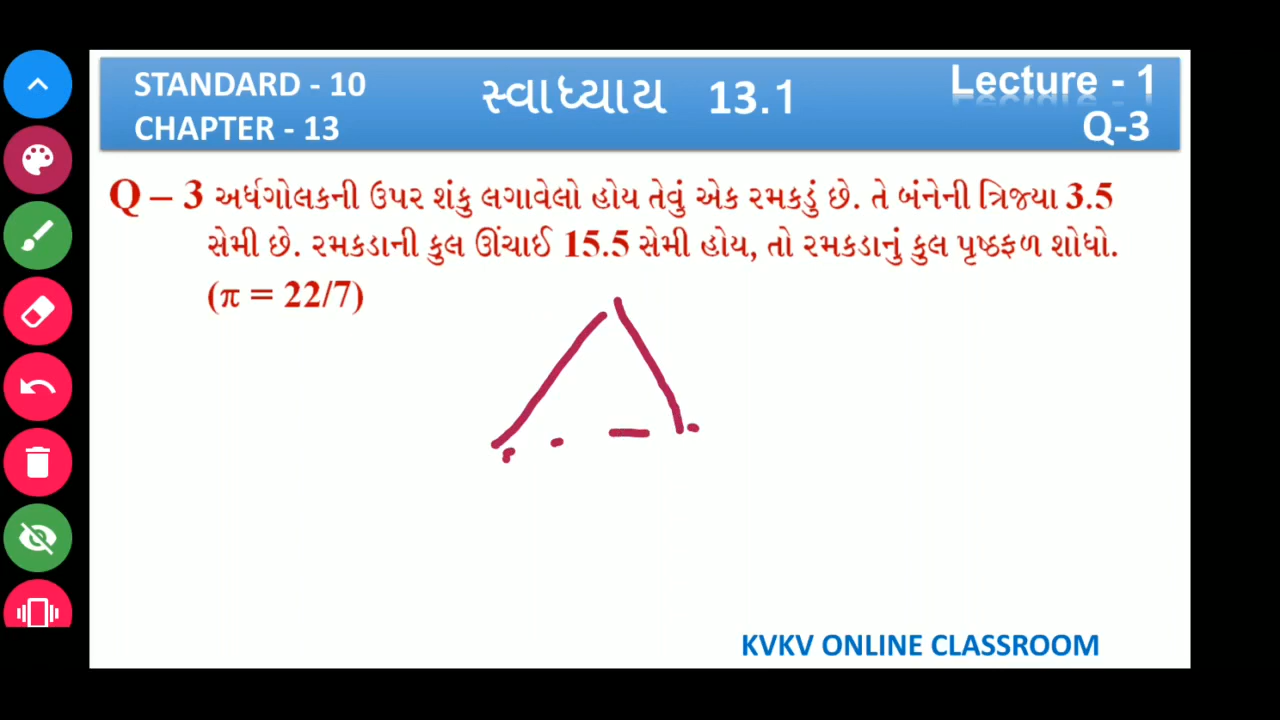 STANDARD - 10
CHAPTER - 13
સ્વાધ્યાય 13.1
Lecture - 1
Q-3
Q – 3 અર્ધગોલકની ઉપર શંકુ લગાવેલો હોય તેવું એક રમકડું છે. તે બંનેની ત્રિજ્યા 3.5
સેમી છે. રમકડાની કુલ ઊંચાઈ 15.5 સેમી હોય, તો રમકડાનું કુલ પૃષ્ઠફળ શોધો.
(π = 22/7)
KVKV ONLINE CLASSROOM